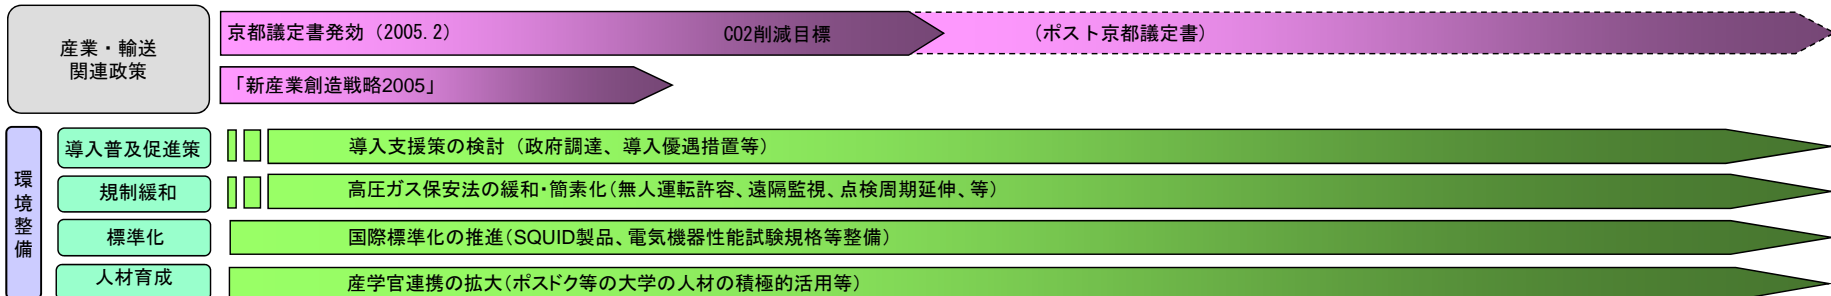 産業・輸送
関連政策
京都議定書発効（2005.2）
CO2削減目標
（ポスト京都議定書）
「新産業創造戦略2005」
環境整備
導入普及促進策
導入支援策の検討（政府調達、導入優遇措置等）
規制緩和
高圧ガス保安法の緩和・簡素化（無人運転許容、遠隔監視、点検周期延伸、等）
標準化
国際標準化の推進（SQUID製品、電気機器性能試験規格等整備）
人材育成
産学官連携の拡大（ポスドク等の大学の人材の積極的活用等）